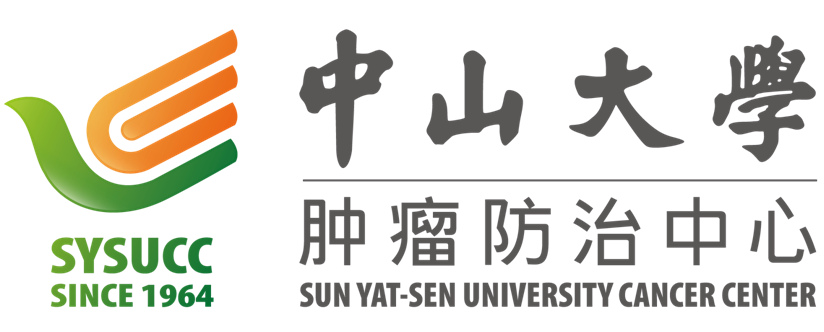 SYSUCC
SINCE 1964
中山大學
肿瘤防治中心
SUN YAT-SEN UNIVERSITY CANCER CENTER